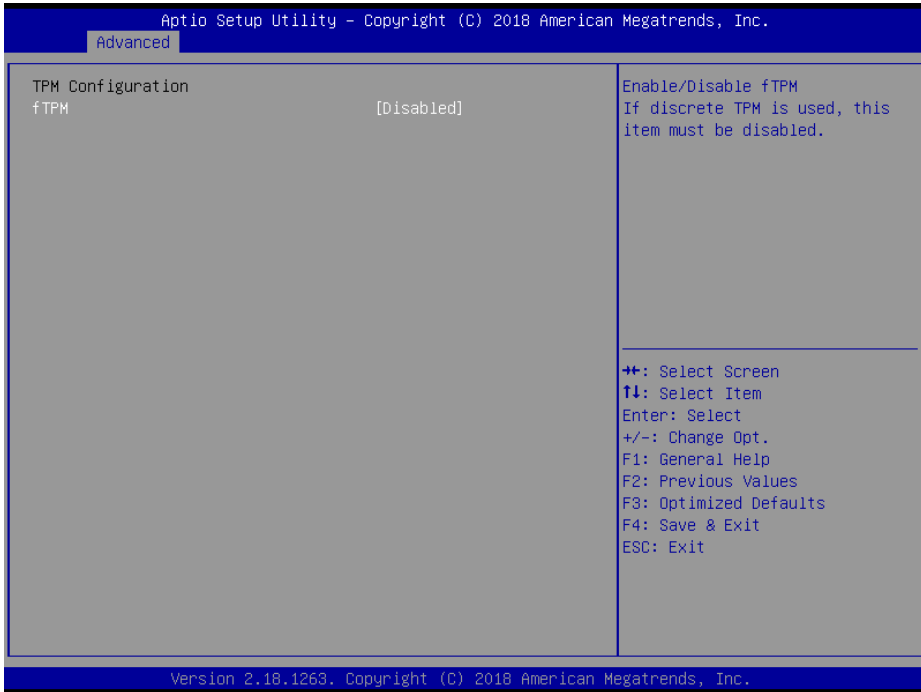 Aptio Setup Utility – Copyright (C) 2018 American Megatrends, Inc.
Advanced
TPM Configuration
fTPM [Disabled]
Enable/Disable fTPM
If discrete TPM is used, this
item must be disabled.
→←: Select Screen
↑↓: Select Item
Enter: Select
+/-: Change Opt.
F1: General Help
F2: Previous Values
F3: Optimized Defaults
F4: Save & Exit
ESC: Exit
Version 2.18.1263. Copyright (C) 2018 American Megatrends, Inc.